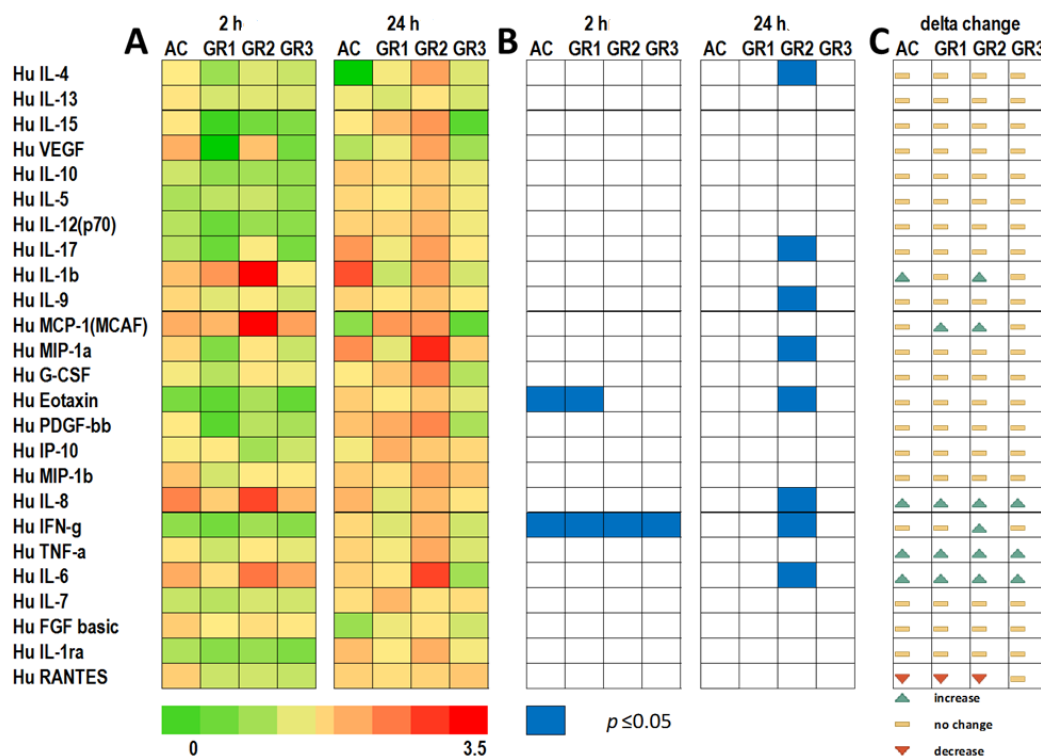 A 2 h 24 h B 2 h 24 h. C delta change
AC GR1 GR2 GR3 AC GR1 GR2 GR3 AC GR1 GR2 GR3 AC GR1 GR2 GR3 AC GR1 GR2 GR3
Hu IL-4
Hu IL-13
Hu IL-15
Hu VEGF
Hu IL-10
Hu IL-5
Hu IL-12(p70)
Hu IL-17
Hu IL-1b
Hu IL-9
Hu MCP-1(MCAF)
Hu MIP-1a
Hu G-CSF
Hu Eotaxin
Hu PDGF-bb
Hu IP-10
Hu MIP-1b
Hu IL-8
Hu IFN-g
Hu TNF-a
Hu IL-6
Hu IL-7
Hu FGF basic
Hu IL-1ra
Hu RANTES
0 3.5
p ≤0.05
increase
no change
decrease